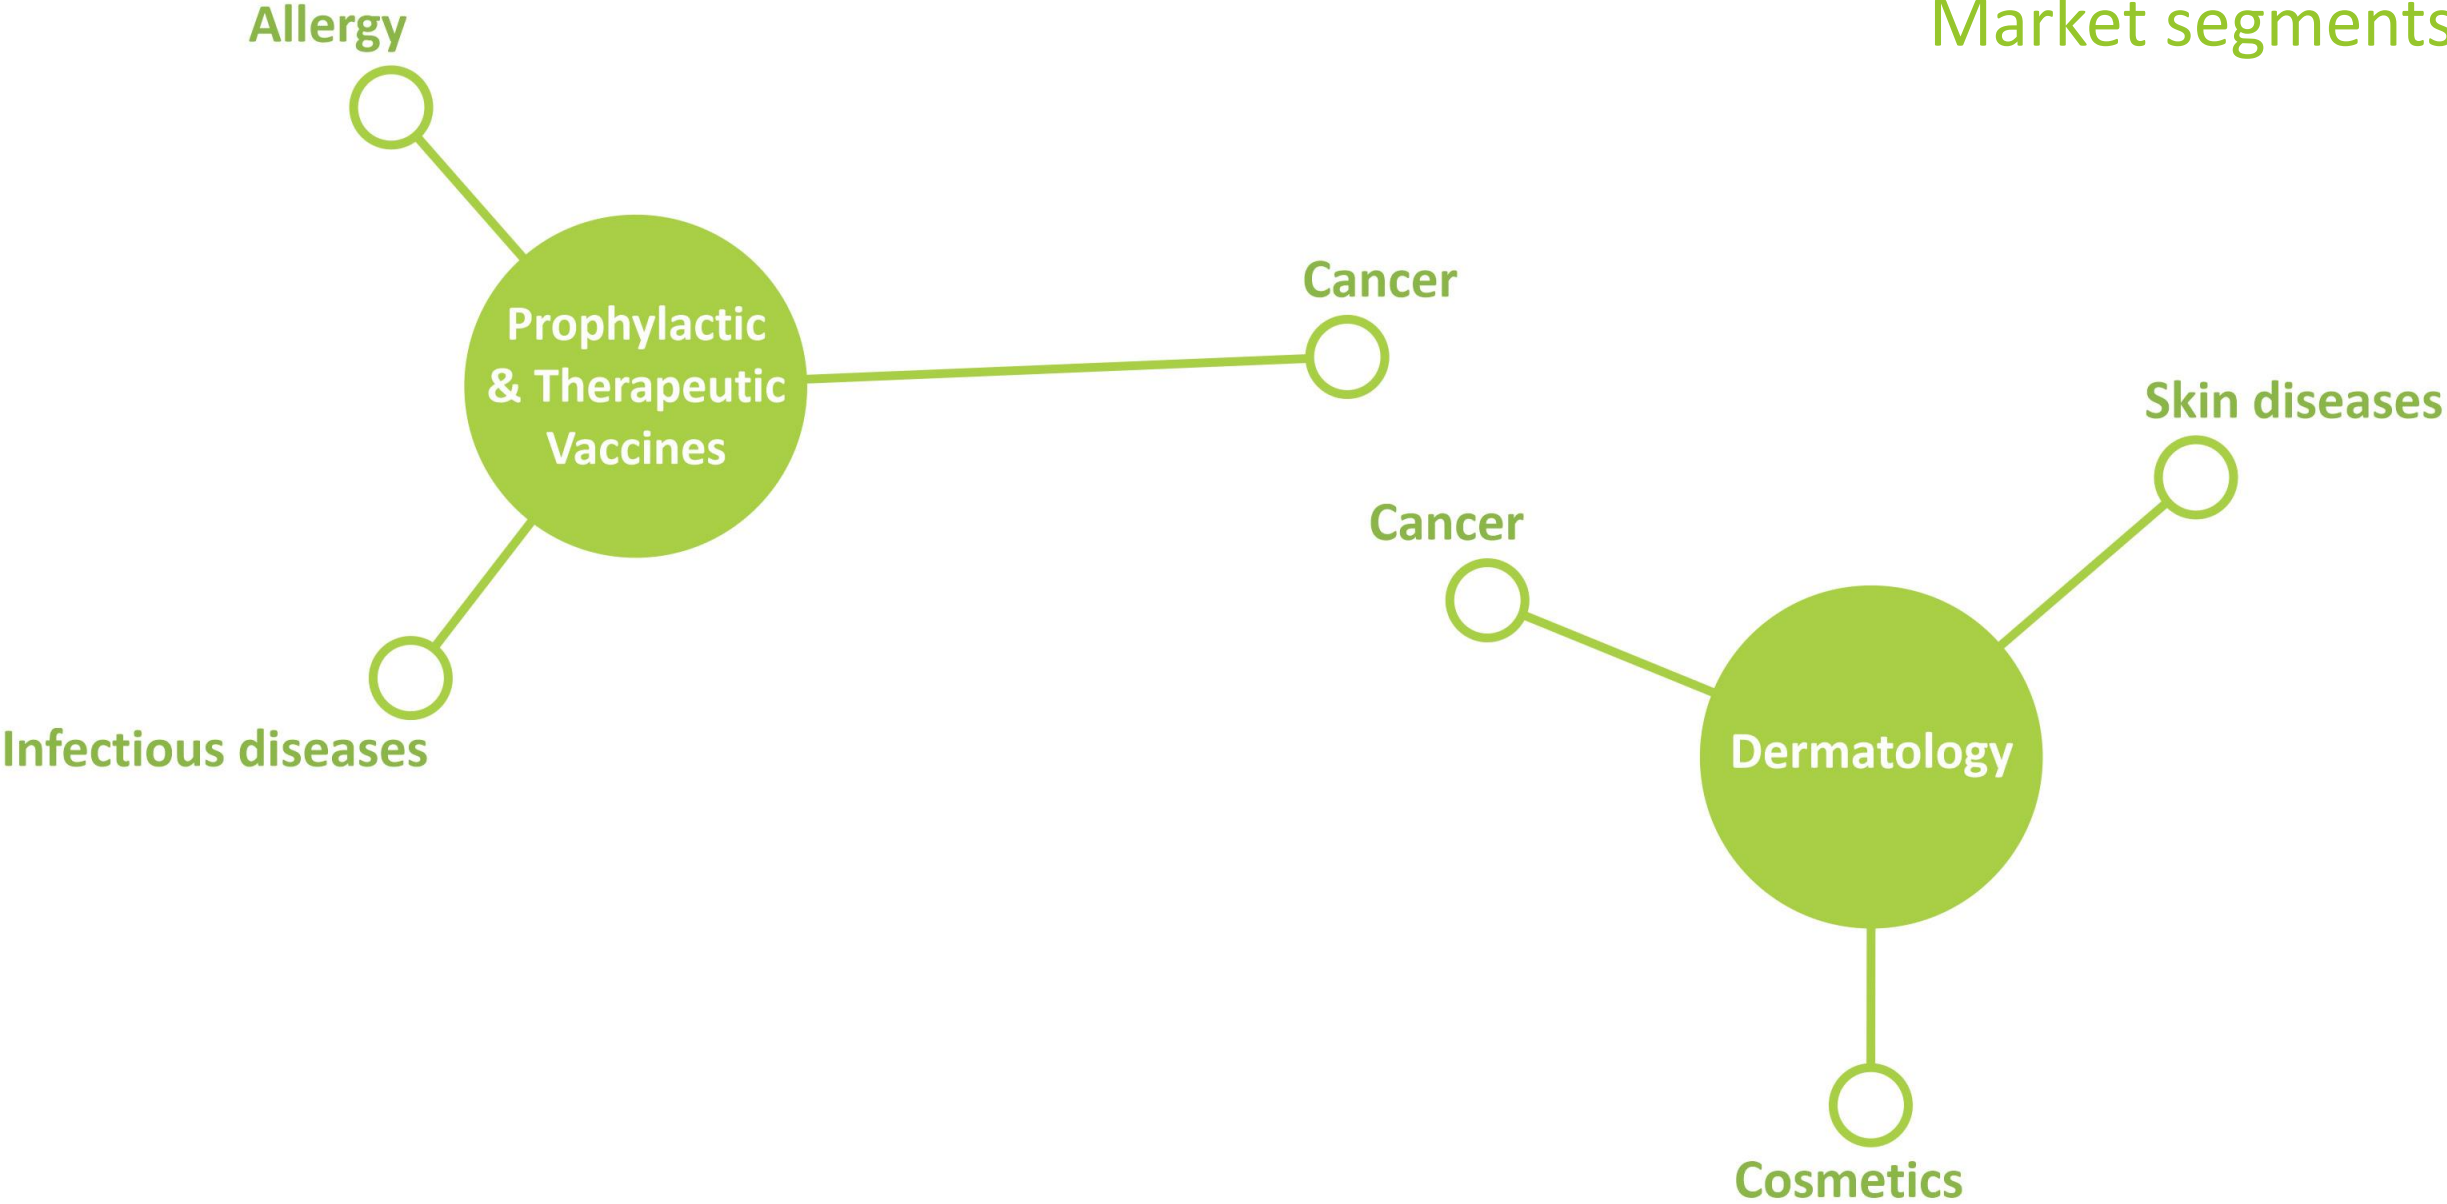 Market segments
Allergy
Prophylactic
& Therapeutic
Vaccines
Cancer
Infectious diseases
Skin diseases
Cancer
Dermatology
Cosmetics